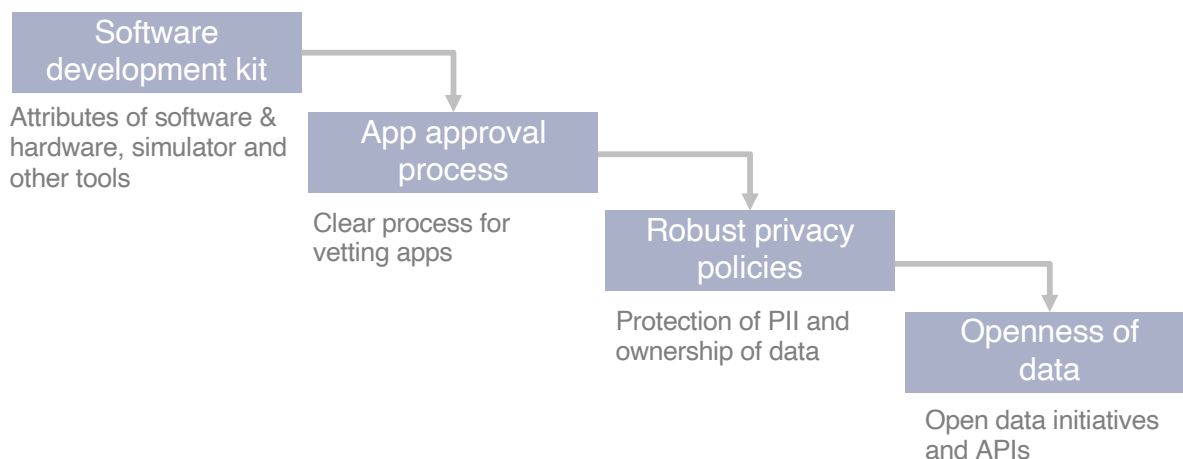 Software
development kit
Attributes of software &
hardware, simulator and
other tools
App approval
process
Clear process for
vetting apps
Robust privacy
policies
Protection of PII and
ownership of data
Openness of
data
Open data initiatives
and APIs